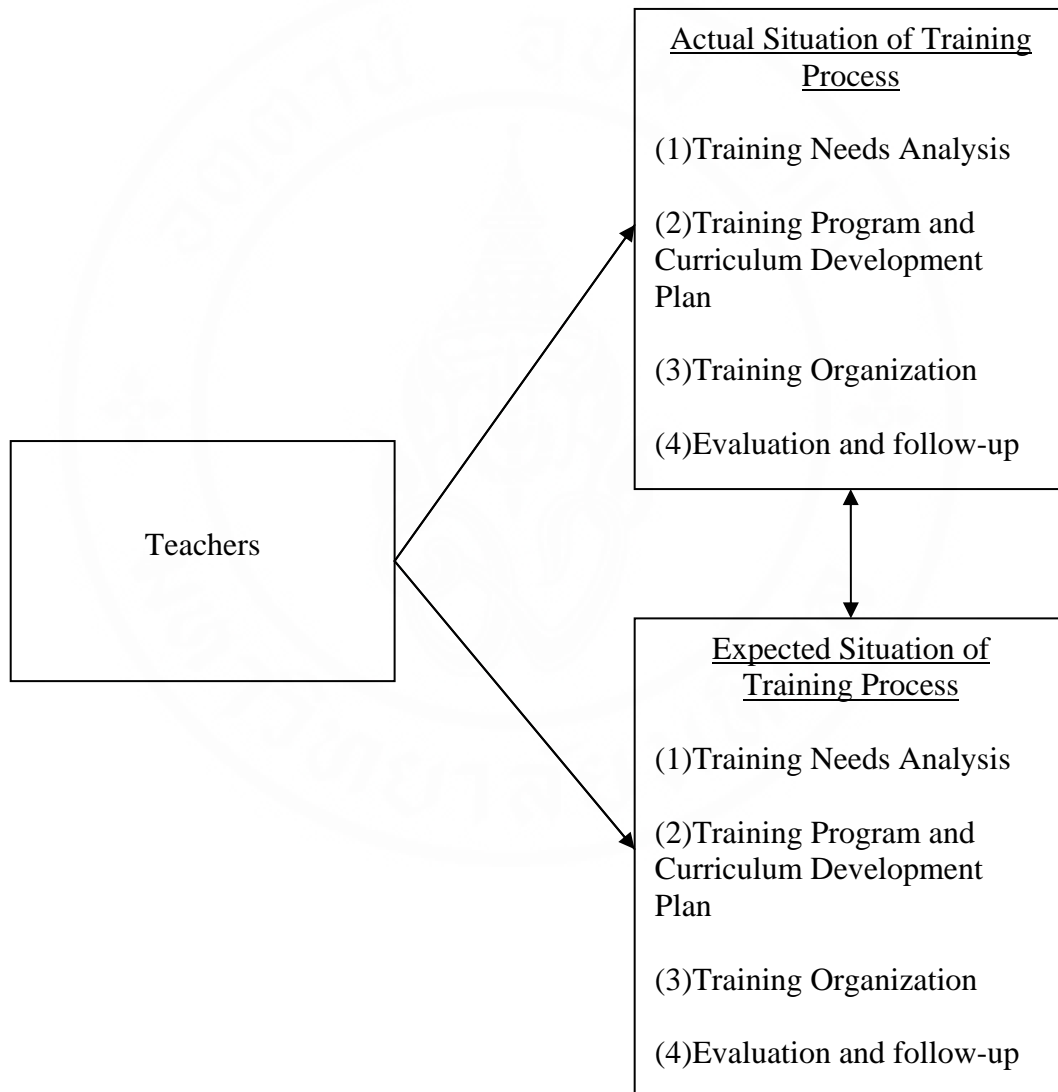 Actual Situation of Training
Process
(1)Training Needs Analysis
(2)Training Program and
Curriculum Development
Plan
(3)Training Organization
(4)Evaluation and follow-up
Teachers
Expected Situation of
Training Process
(1)Training Needs Analysis
(2)Training Program and
Curriculum Development
Plan
(3)Training Organization
(4)Evaluation and follow-up